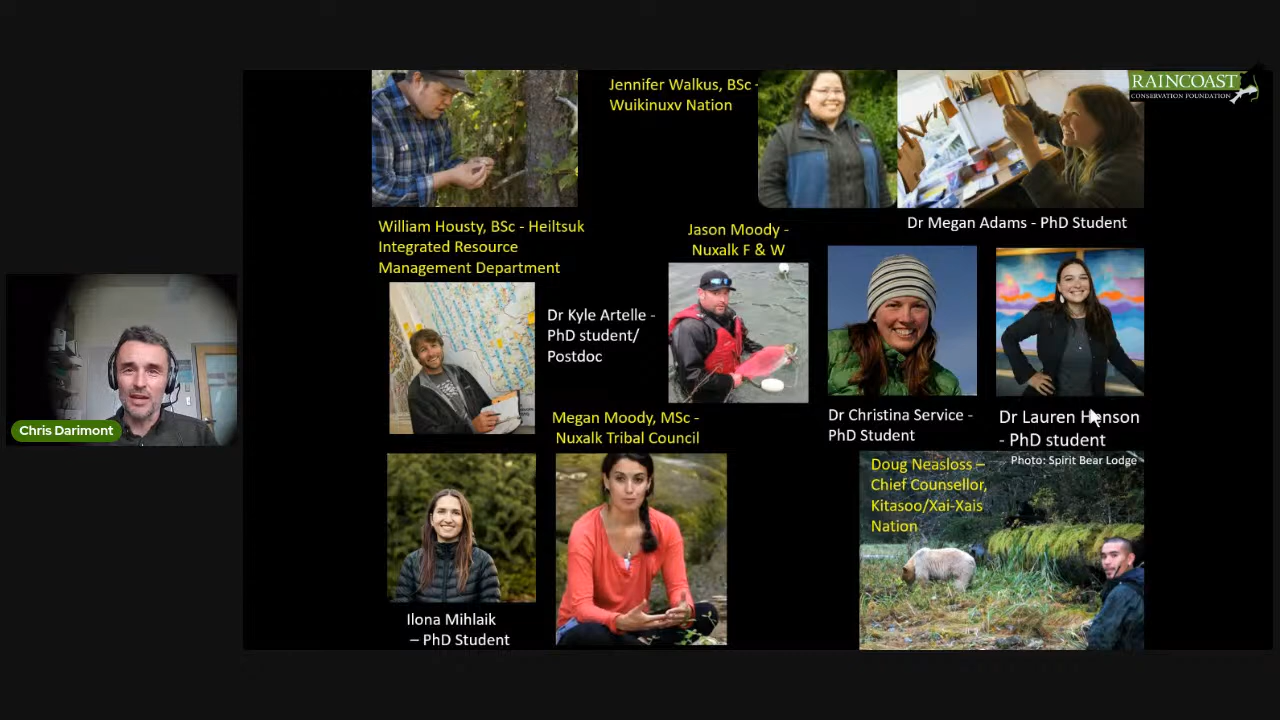 RAINCOAST
CONSERVATION FOUNDATION
Jennifer Walkus, BSc -
Wuikinuxv Nation
Dr Megan Adams - PhD Student
William Housty, BSc - Heiltsuk
Integrated Resource
Management Department
Jason Moody -
Nuxalk F & W
Dr Kyle Artelle -
PhD student/
Postdoc
Megan Moody, MSc -
Nuxalk Tribal Council
Dr Christina Service -
PhD Student
Dr Lauren Henson
- PhD student
Photo: Spirit Bear Lodge
Chris Darimont
Doug Neasloss –
Chief Counsellor,
Kitasoo/Xai-Xais
Nation
Ilona Mihlaik
– PhD Student